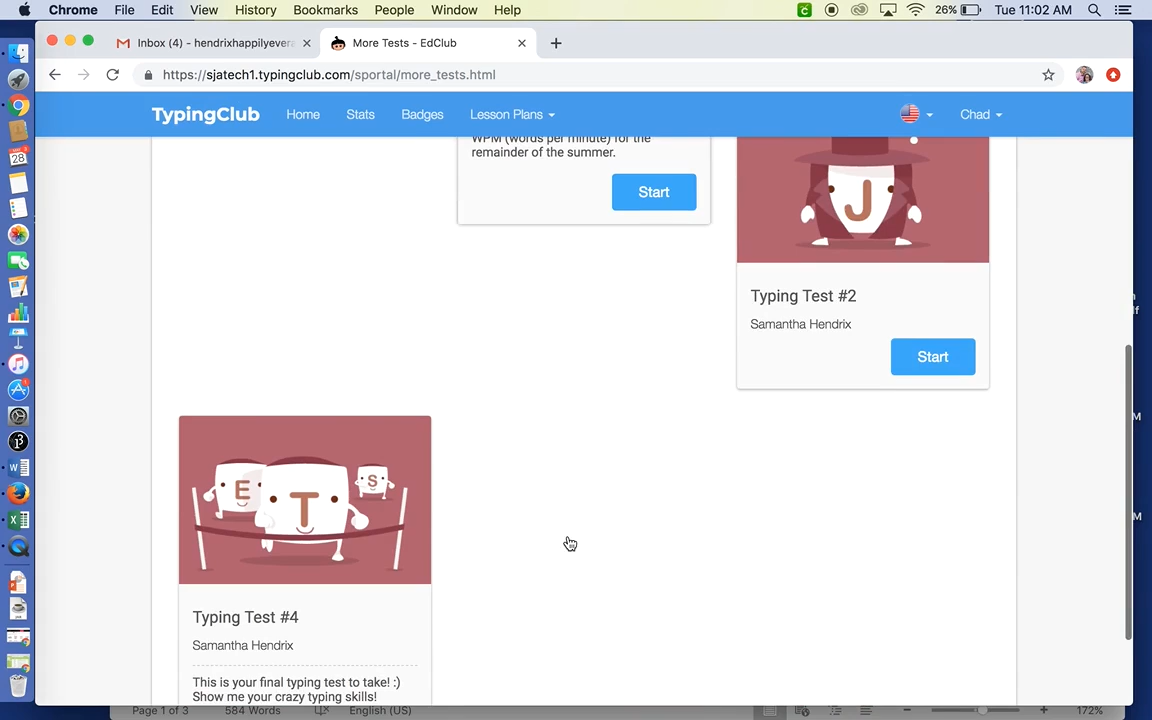 Chrome File Edit View History Bookmarks People Window Help 26% Tue 11:02 AM
Inbox (4) - hendrixhappilyever
More Tests - EdClub
https://sjatech1.typingclub.com/sportal/more_tests.html
TypingClub Home Stats Badges Lesson Plans Chad
WPM (words per minute) for the
remainder of the summer.
Start
J
Typing Test #2
Samantha Hendrix
Start
E T S
Typing Test #4
Samantha Hendrix
This is your final typing test to take! :)
Show me your crazy typing skills!
Page 1 of 3 584 Words English (US) 172%